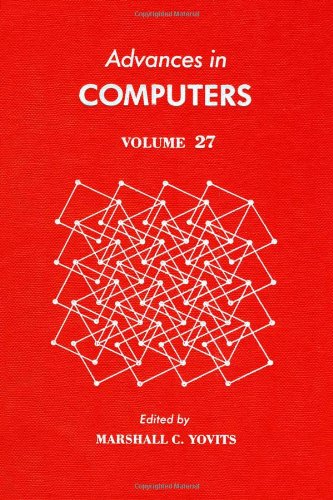 Advances in
COMPUTERS
VOLUME 27
Edited by
MARSHALL C. YOVITS